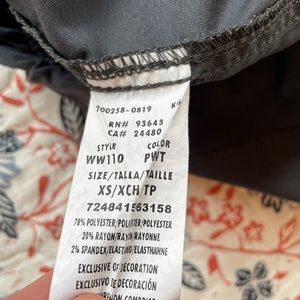 700258-0819
RN# 93643
CA# 24480
STYLE COLOR
WW110 PWT
SIZE/TALLA/TAILLE
XS/XCH/TP
724841563158
78% POLYESTER/POLIÉSTER/POLYESTER
20% RAYON/RAYÓN/RAYONNE
2% SPANDEX/ELASTANO/ELASTHANNE
EXCLUSIVE OF DECORATION
EXCLUSIVO DE DECORACIÓN